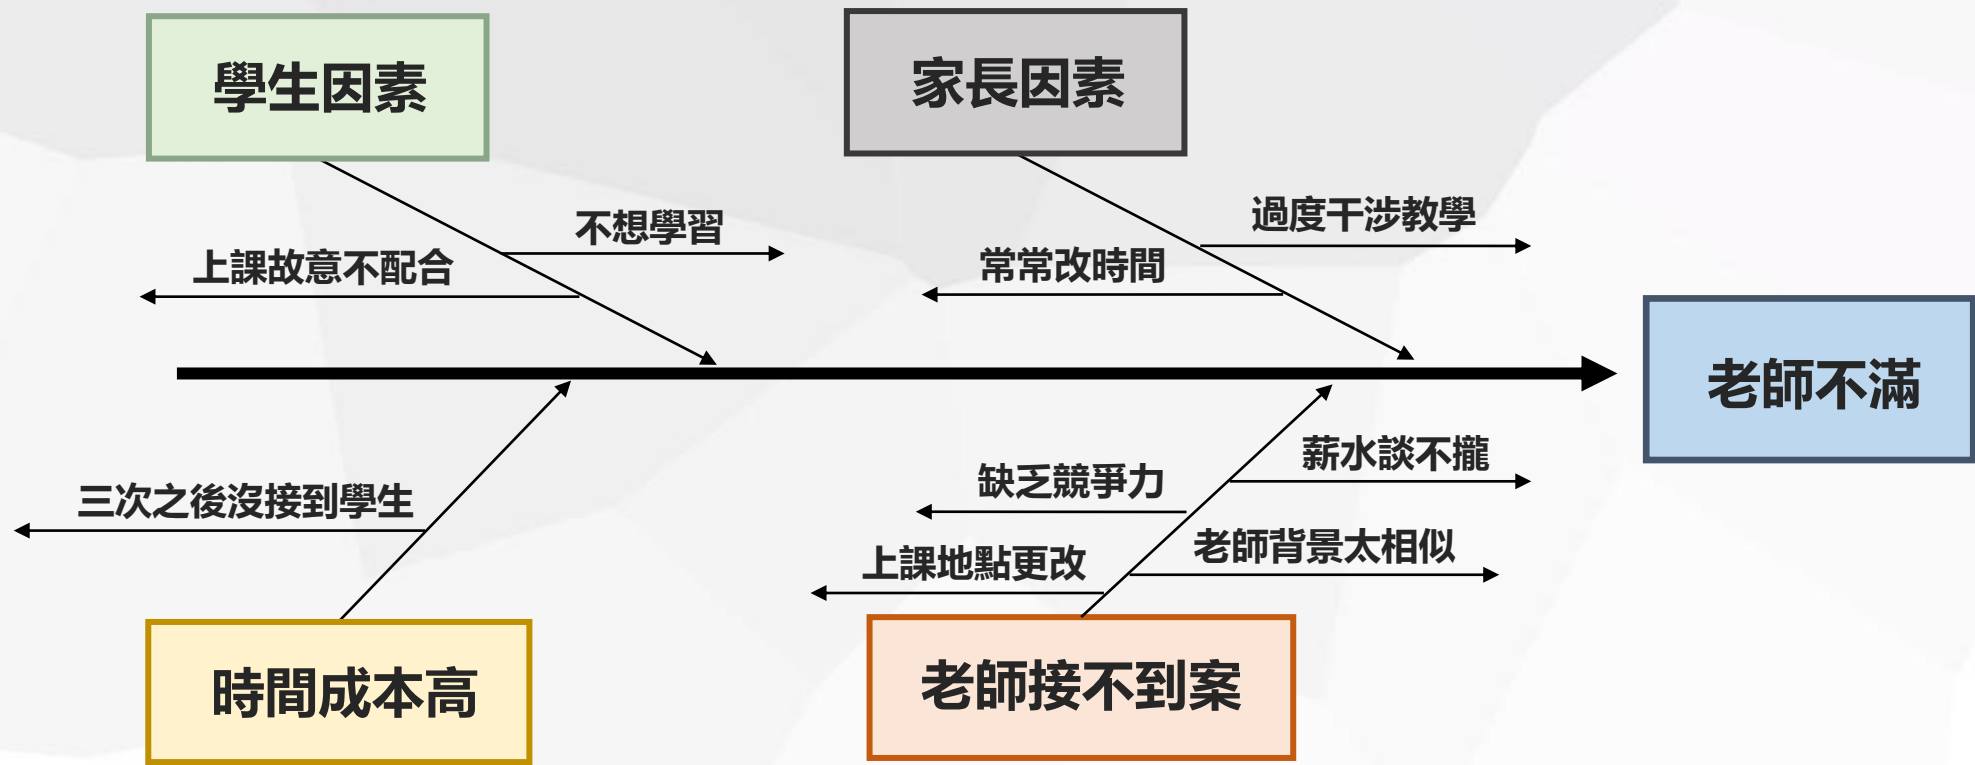 學生因素
家長因素
不想學習
上課故意不配合
過度干涉教學
常常改時間
老師不滿
三次之後沒接到學生
缺乏競爭力
薪水談不攏
上課地點更改
老師背景太相似
時間成本高
老師接不到案